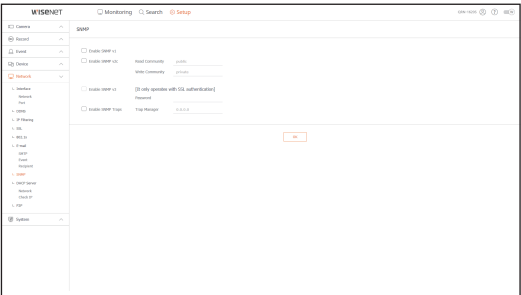 WISENET
Monitoring Search Setup
Camera
Record
Event
Device
Network
Interface
Network
Port
DDNS
IP Filtering
SSL
802.1x
E-mail
SMTP
Event
Recipient
SNMP
DHCP Server
Network
Check IP
P2P
System
SNMP
Enable SNMP v1
Enable SNMP v2c Read Community public
Write Community private
Enable SNMP v3 [It only operates with SSL authentication]
Password
Enable SNMP Traps Trap Manager 0.0.0.0
OK